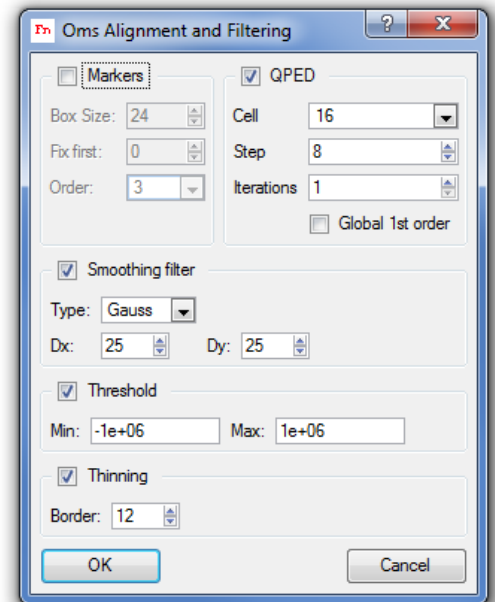 Fn Oms Alignment and Filtering ? X
Markers
Box Size: 24
Fix first: 0
Order: 3
QPED
Cell 16
Step 8
Iterations 1
Global 1st order
Smoothing filter
Type: Gauss
Dx: 25 Dy: 25
Threshold
Min: -1e+06 Max: 1e+06
Thinning
Border: 12
OK Cancel